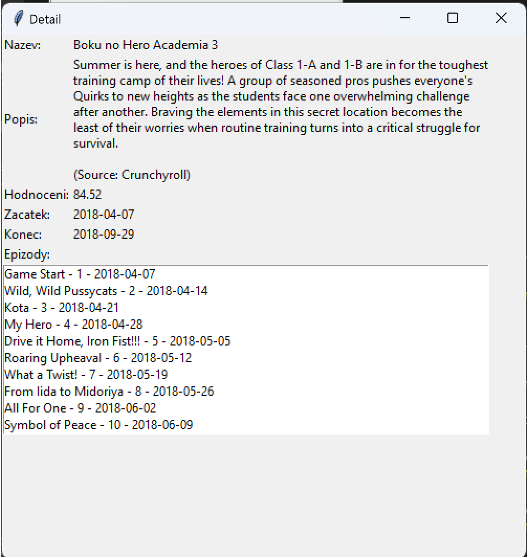 Detail
Nazev: Boku no Hero Academia 3
Summer is here, and the heroes of Class 1-A and 1-B are in for the toughest
training camp of their lives! A group of seasoned pros pushes everyone's
Quirks to new heights as the students face one overwhelming challenge
after another. Braving the elements in this secret location becomes the
Popis: least of their worries when routine training turns into a critical struggle for
survival.
(Source: Crunchyroll)
Hodnoceni: 84.52
Zacatek: 2018-04-07
Konec: 2018-09-29
Epizody:
Game Start - 1 - 2018-04-07
Wild, Wild Pussycats - 2 - 2018-04-14
Kota - 3 - 2018-04-21
My Hero - 4 - 2018-04-28
Drive it Home, Iron Fist!!! - 5 - 2018-05-05
Roaring Upheaval - 6 - 2018-05-12
What a Twist! - 7 - 2018-05-19
From Iida to Midoriya - 8 - 2018-05-26
All For One - 9 - 2018-06-02
Symbol of Peace - 10 - 2018-06-09